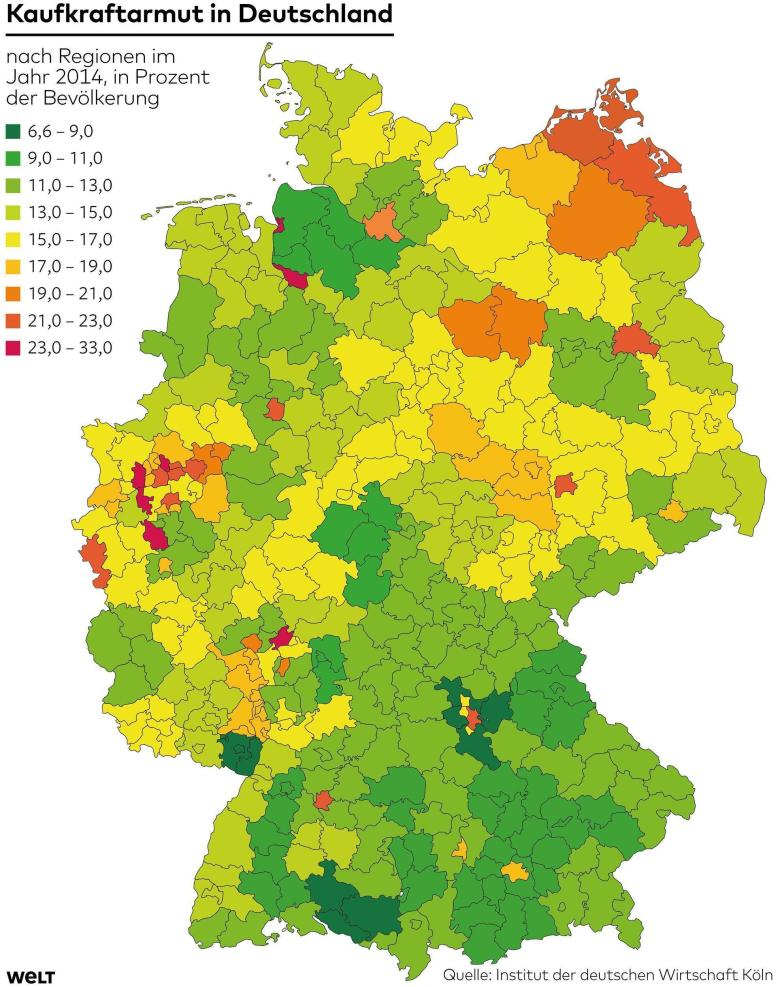 Kaufkraftarmut in Deutschland
nach Regionen im
Jahr 2014, in Prozent
der Bevölkerung
6,6 – 9,0
9,0 – 11,0
11,0 – 13,0
13,0 – 15,0
15,0 – 17,0
17,0 – 19,0
19,0 – 21,0
21,0 – 23,0
23,0 – 33,0
WELT
Quelle: Institut der deutschen Wirtschaft Köln